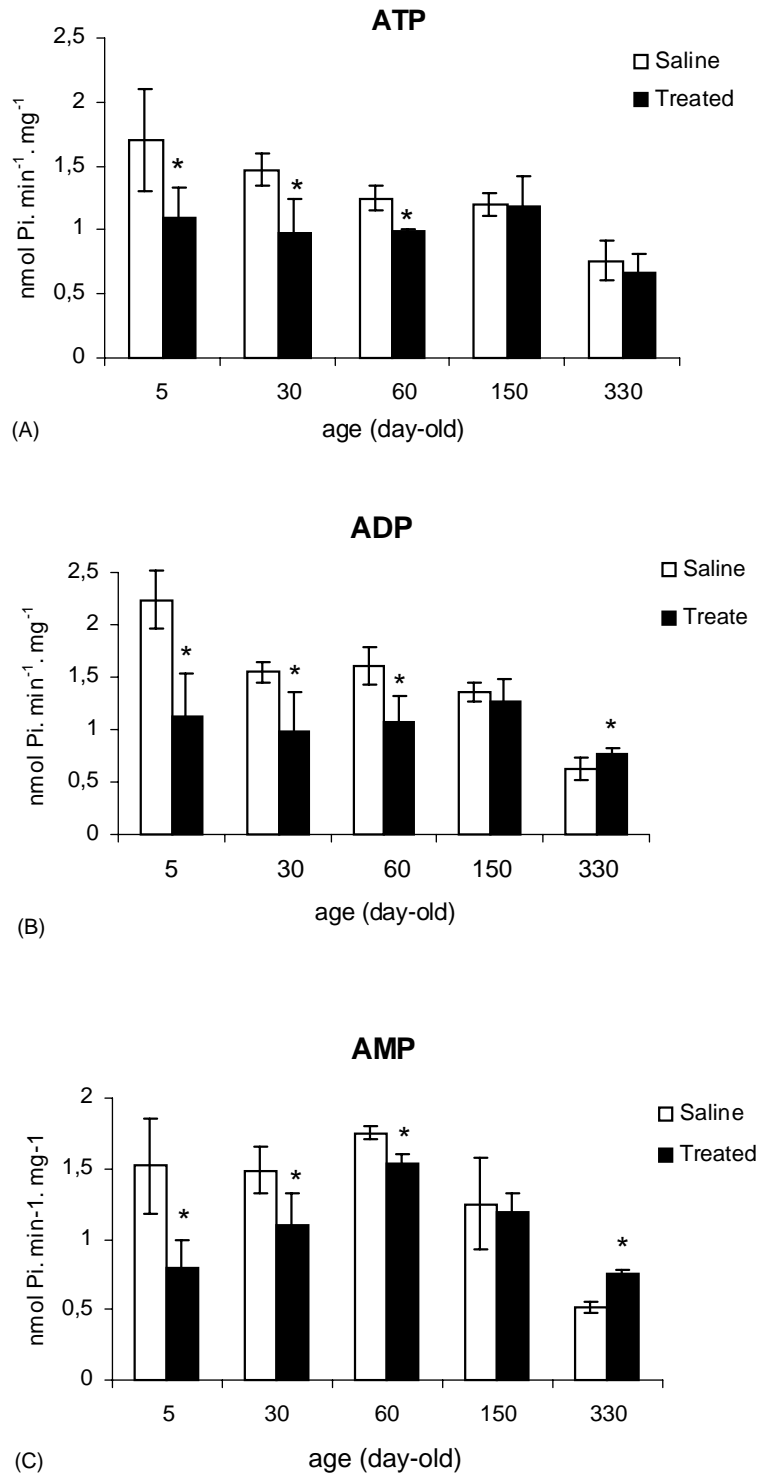 ATP
2,5
2
1,5
1
0,5
0
nmol Pi. min⁻¹. mg⁻¹
Saline
Treated
*
*
*
5 30 60 150 330
age (day-old)
(A)
ADP
2,5
2
1,5
1
0,5
0
nmol Pi. min⁻¹. mg⁻¹
Saline
Treate
*
*
*
*
5 30 60 150 330
age (day-old)
(B)
AMP
2
1,5
1
0,5
0
nmol Pi. min-1. mg-1
Saline
Treated
*
*
*
*
5 30 60 150 330
age (day-old)
(C)